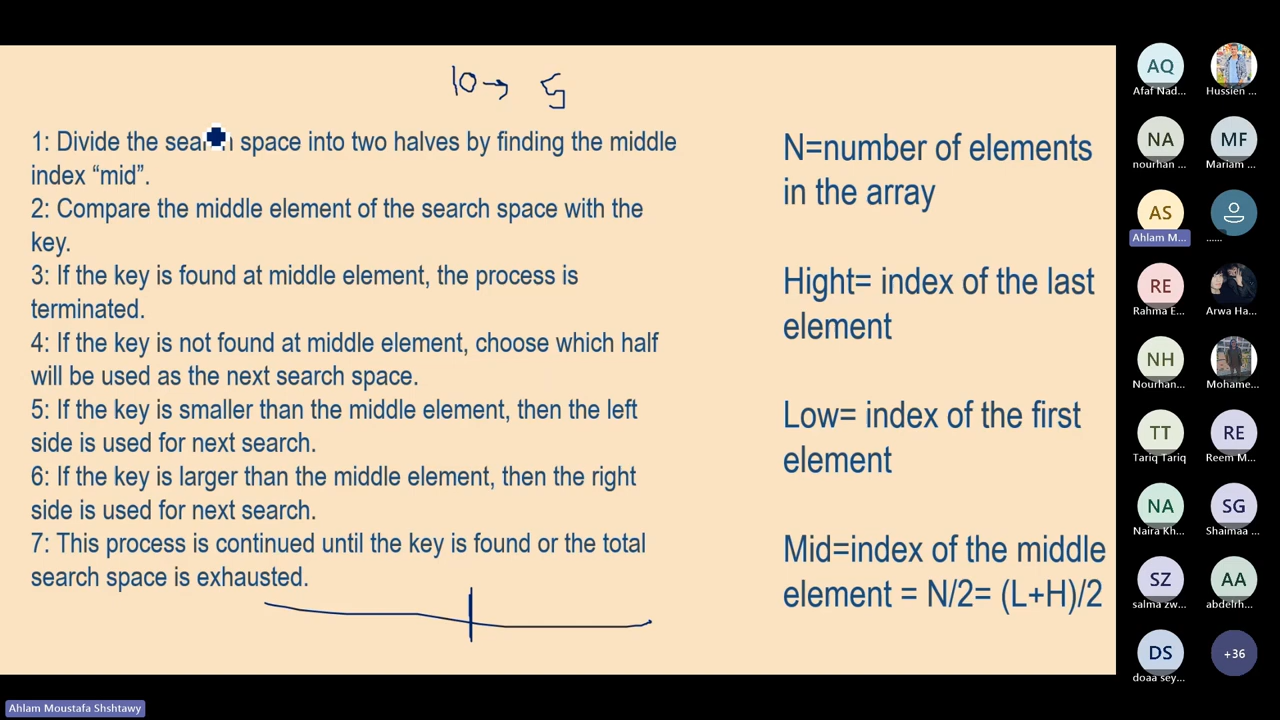 10→ 5
1: Divide the search space into two halves by finding the middle
index “mid”.
2: Compare the middle element of the search space with the
key.
3: If the key is found at middle element, the process is
terminated.
4: If the key is not found at middle element, choose which half
will be used as the next search space.
5: If the key is smaller than the middle element, then the left
side is used for next search.
6: If the key is larger than the middle element, then the right
side is used for next search.
7: This process is continued until the key is found or the total
search space is exhausted.
N=number of elements
in the array
Hight= index of the last
element
Low= index of the first
element
Mid=index of the middle
element = N/2= (L+H)/2
AQ
Afaf Nad...
Hussien ...
NA
nourhan ...
MF
Mariam ...
AS
Ahlam M...
......
RE
Rahma E...
Arwa Ha...
NH
Nourhan...
Mohame...
TT
Tariq Tariq
RE
Reem M...
NA
Naira Kh...
SG
Shaimaa ...
SZ
salma zw...
AA
abdelrh...
DS
doaa sey...
+36
Ahlam Moustafa Shshtawy